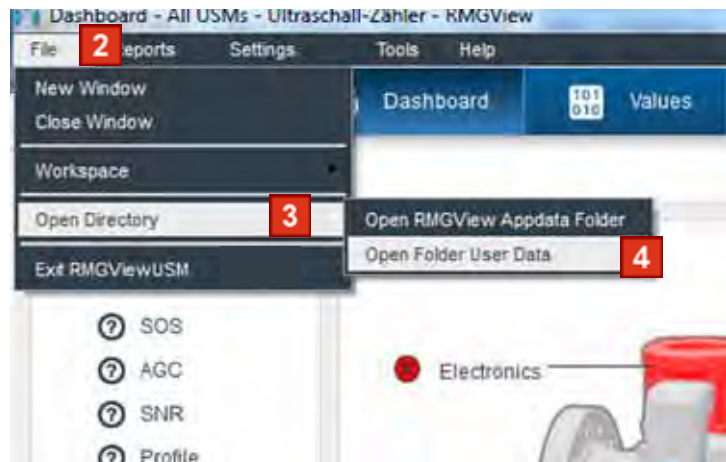 Dashboard - All USMs - Ultraschall-Zähler - RMGView
File 2 eports Settings Tools Help
New Window
Close Window
Workspace
Open Directory 3
Exit RMGViewUSM
Open RMGView Appdata Folder
Open Folder User Data 4
Dashboard
101
010
Values
SOS
AGC
SNR
Profile
Electronics